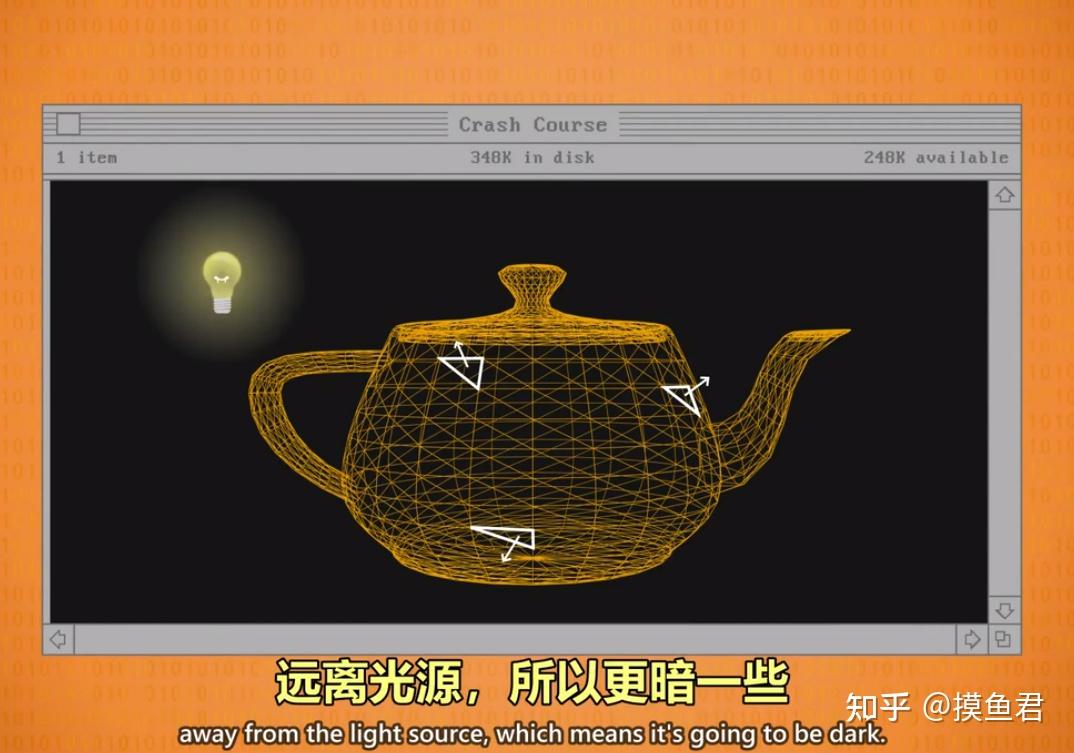 Crash Course
1 item 348K in disk 248K available
远离光源，所以更暗一些
知乎 @摸鱼君
away from the light source, which means it's going to be dark.